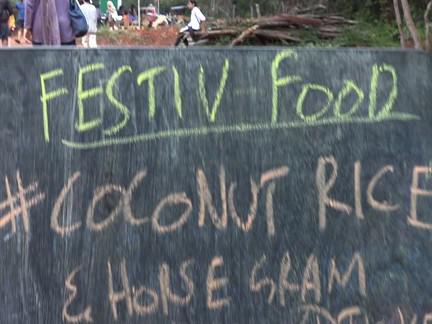 FESTIV FOOD
# COCONUT RICE
& HORSE GRAM